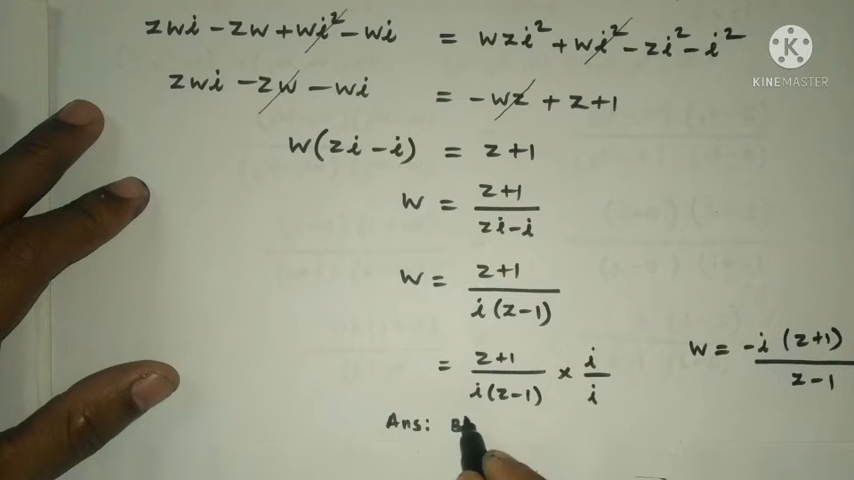 zwi - zw + wi² - wi = wzi² + wi² - zi² - i²
K
KINEMASTER
zwi - zw - wi = -wz + z+1
w(zi-i) = z+1
w = z+1 / zi-i
w = z+1 / i(z-1)
= z+1 / i(z-1) × i / i
w = -i (z+1) / z-1
Ans: B